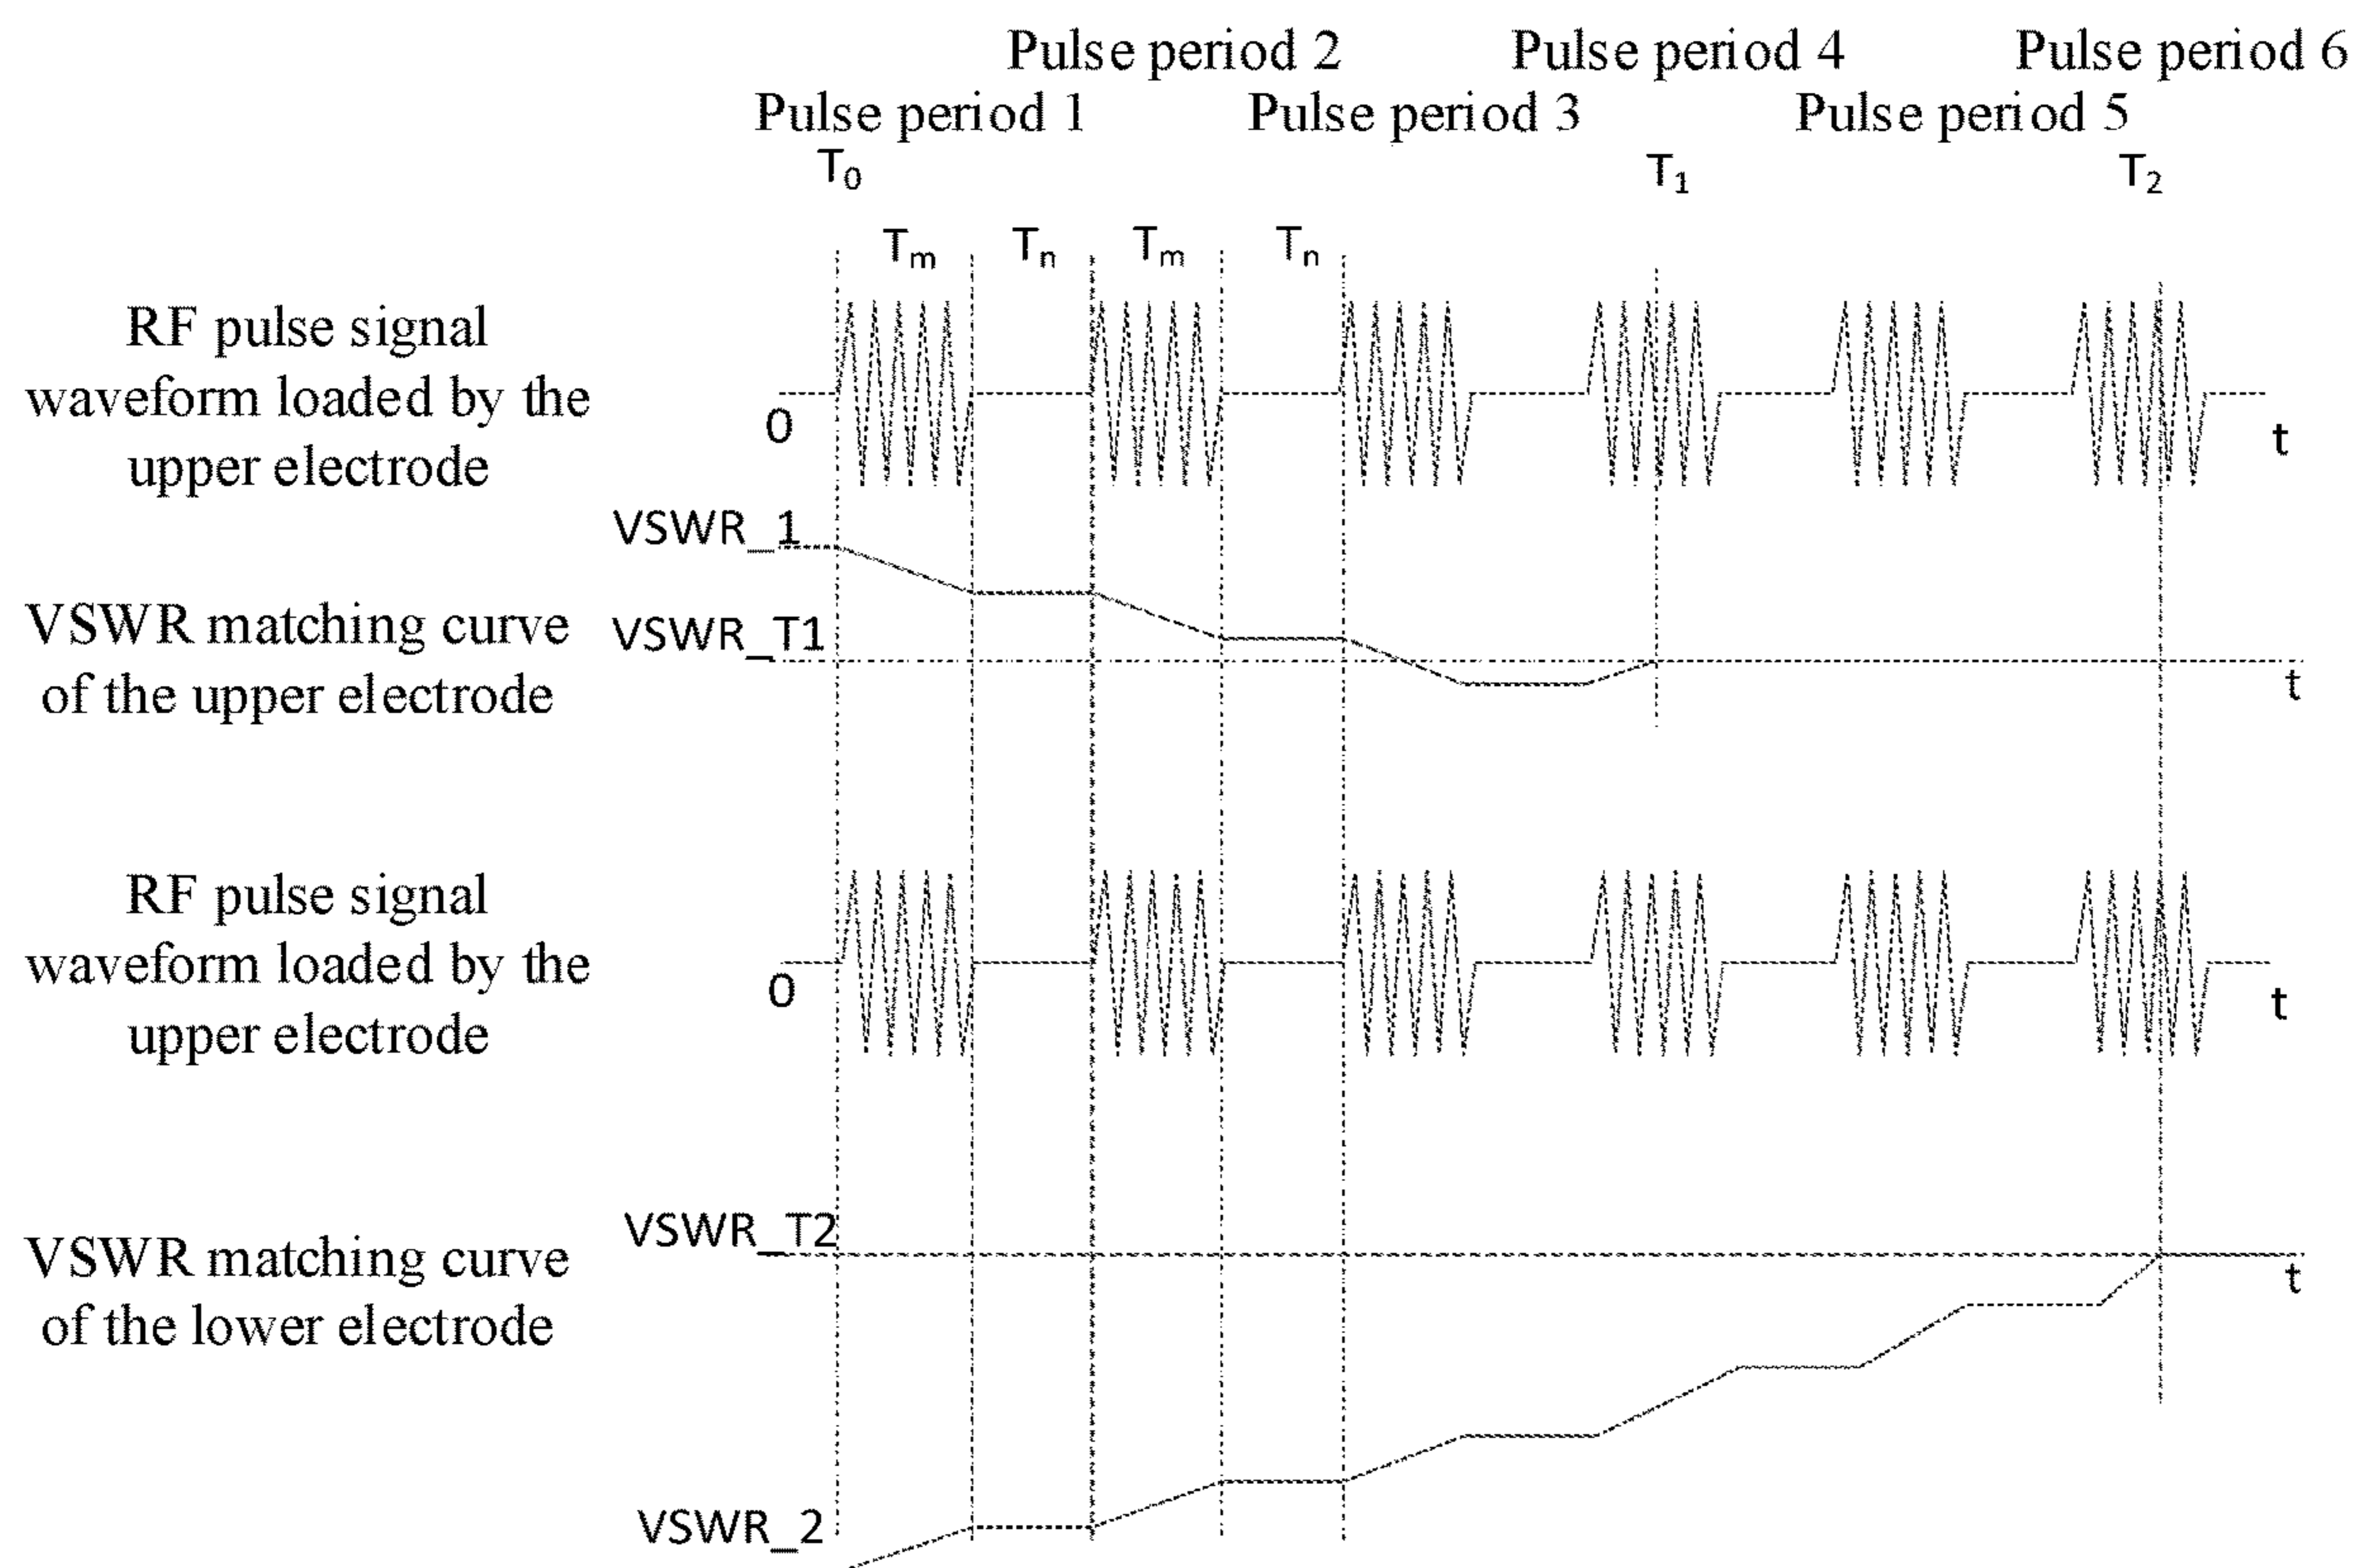 Pulse period 2 Pulse period 4 Pulse period 6
Pulse period 1 Pulse period 3 Pulse period 5
T0 T1 T2
Tm Tn Tm Tn
RF pulse signal
waveform loaded by the
upper electrode
0
t
VSWR_1
VSWR matching curve
of the upper electrode
VSWR_T1
t
RF pulse signal
waveform loaded by the
upper electrode
0
t
VSWR_T2
VSWR matching curve
of the lower electrode
t
VSWR_2